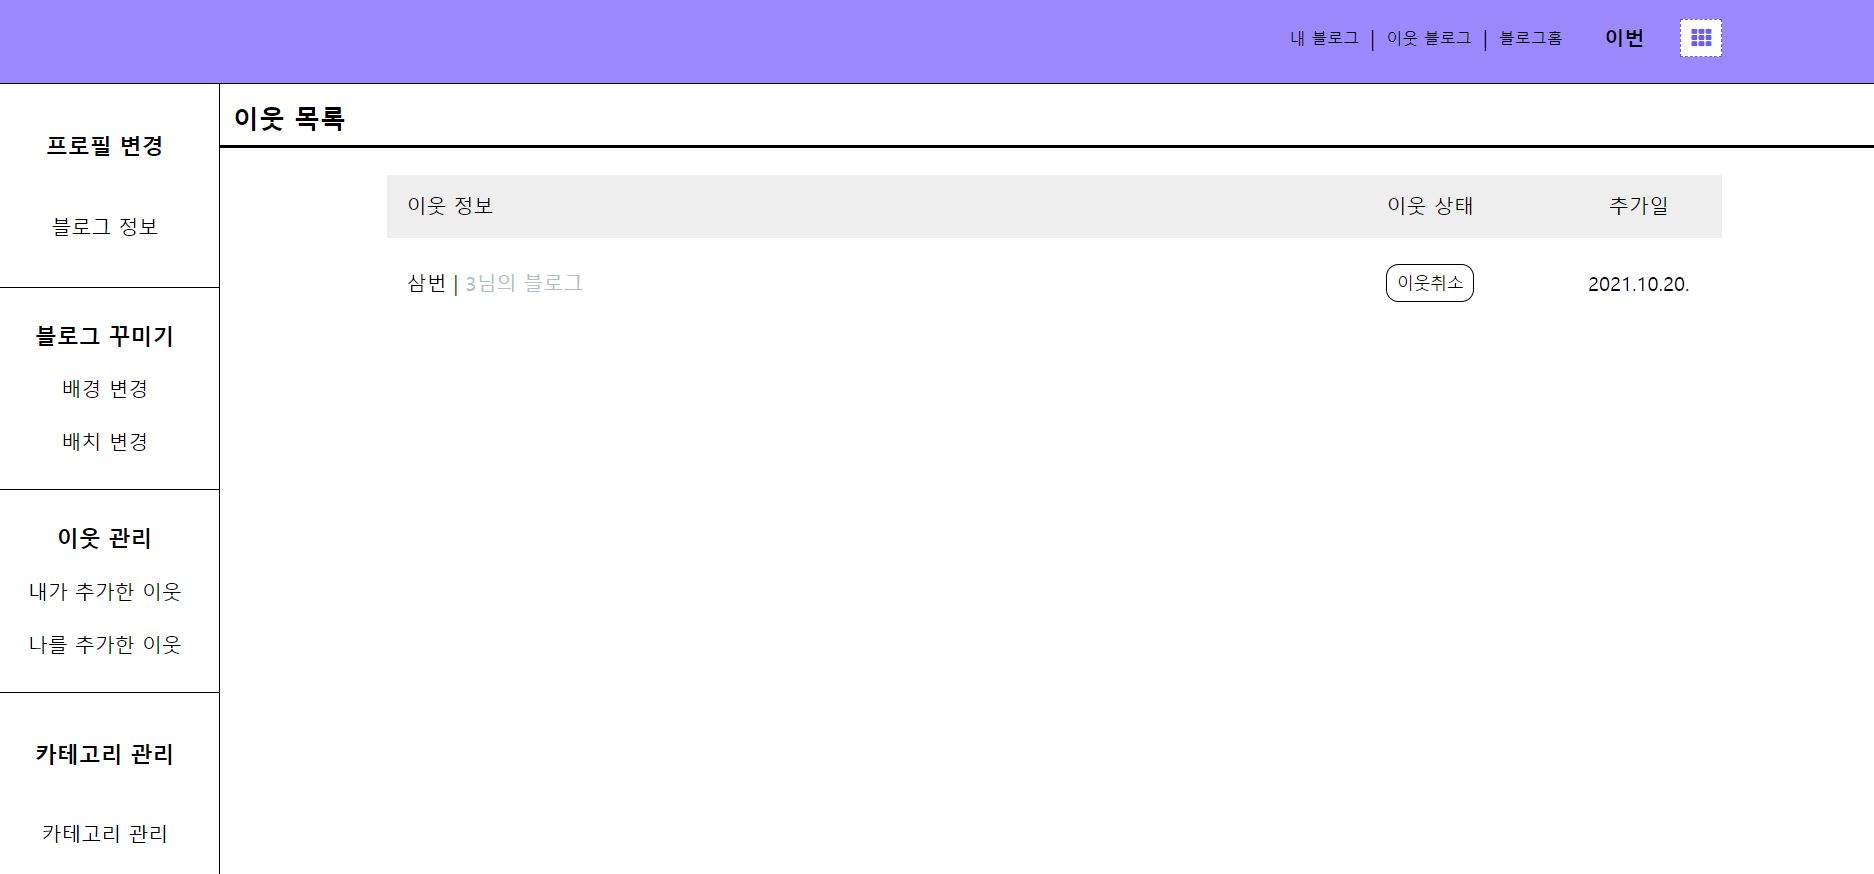 내 블로그 | 이웃 블로그 | 블로그홈 이번
이웃 목록
프로필 변경
블로그 정보
블로그 꾸미기
배경 변경
배치 변경
이웃 관리
내가 추가한 이웃
나를 추가한 이웃
카테고리 관리
카테고리 관리
이웃 정보 이웃 상태 추가일
삼번 | 3님의 블로그 이웃취소 2021.10.20.